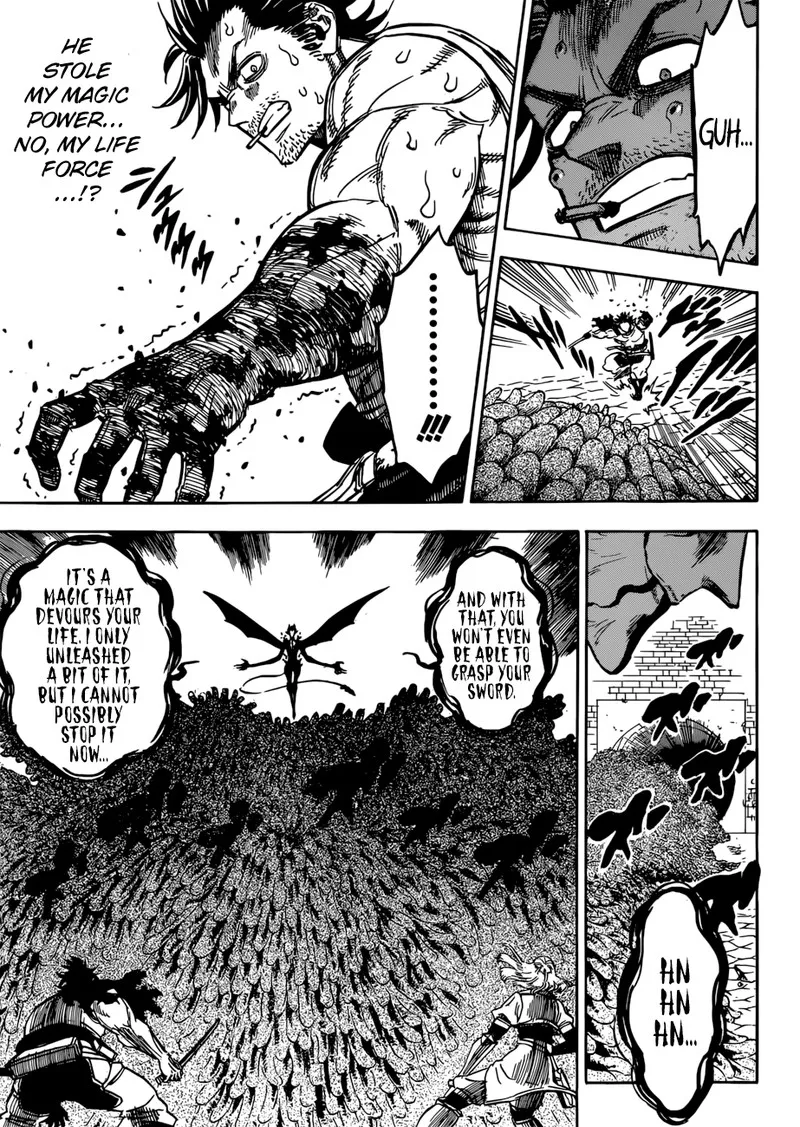 GUH...
HE
STOLE
MY MAGIC
POWER...
NO, MY LIFE
FORCE
...!?
..........!!!
HN
HN
HN...
AND WITH
THAT, YOU
WON'T EVEN
BE ABLE TO
GRASP YOUR
SWORD.
IT'S A
MAGIC THAT
DEVOURS YOUR
LIFE. I ONLY
UNLEASHED
A BIT OF IT,
BUT I CANNOT
POSSIBLY
STOP IT
NOW...